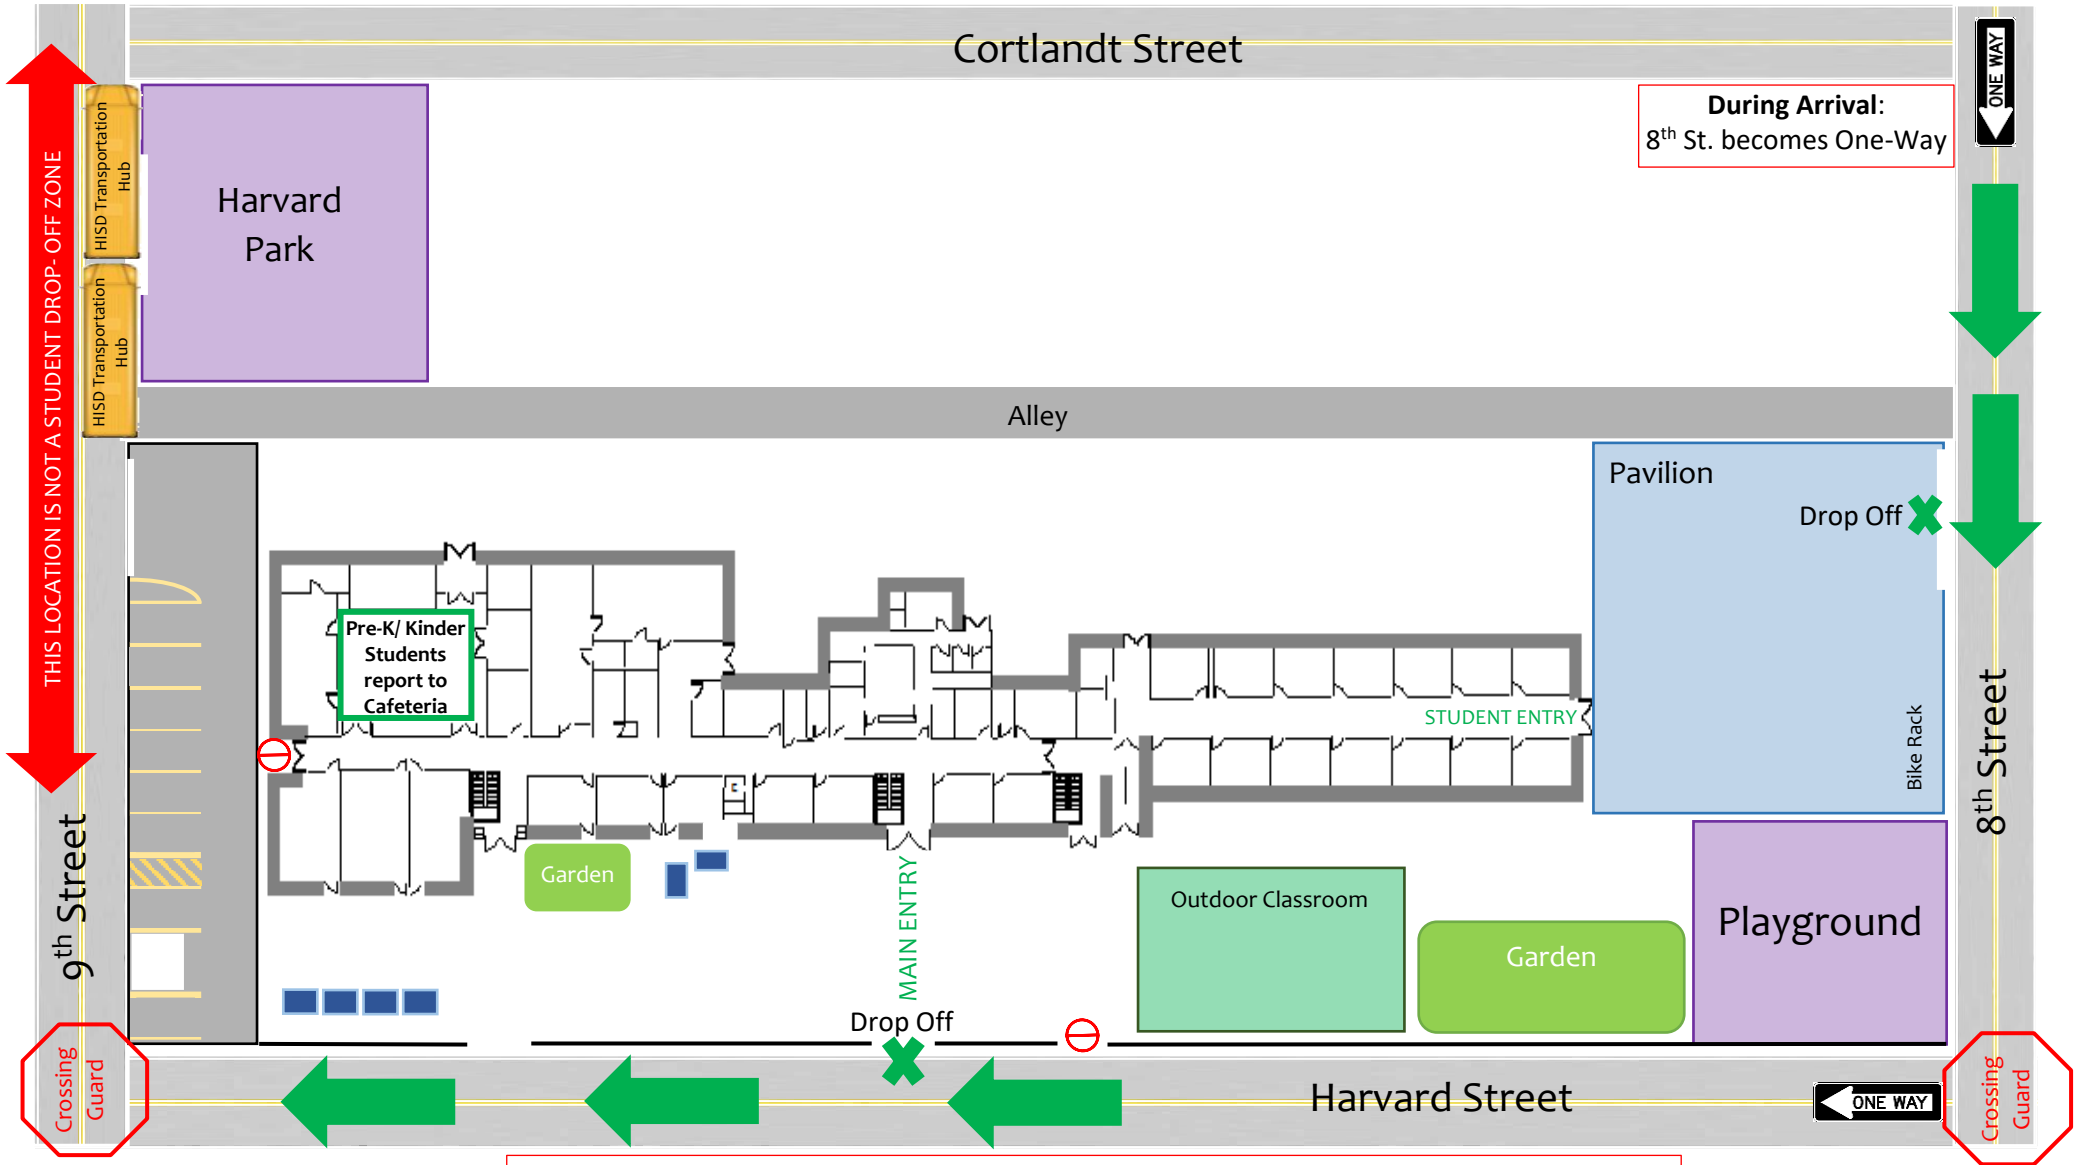 Cortlandt Street
ONE WAY
During Arrival:
8th St. becomes One-Way
HISD Transportation
Hub
HISD Transportation
Hub
THIS LOCATION IS NOT A STUDENT DROP- OFF ZONE
Harvard
Park
Alley
Pavilion
Drop Off
Pre-K/ Kinder
Students
report to
Cafeteria
STUDENT ENTRY
Bike Rack
8th Street
9th Street
Garden
MAIN ENTRY
Outdoor Classroom
Garden
Playground
Drop Off
Crossing
Guard
Harvard Street
ONE WAY
Crossing
Guard